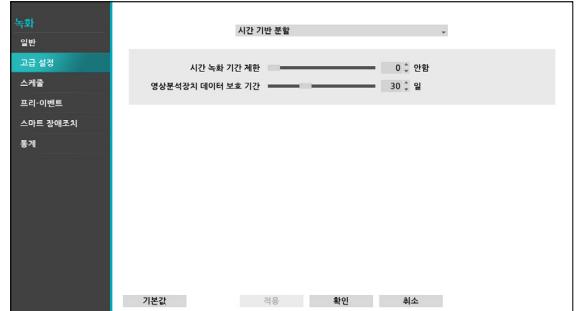 녹화
시간 기반 분할
일반
고급 설정
시간 녹화 기간 제한 0 안함
스케줄
영상분석장치 데이터 보호 기간 30 일
프리-이벤트
스마트 장애조치
통계
기본값 적용 확인 취소